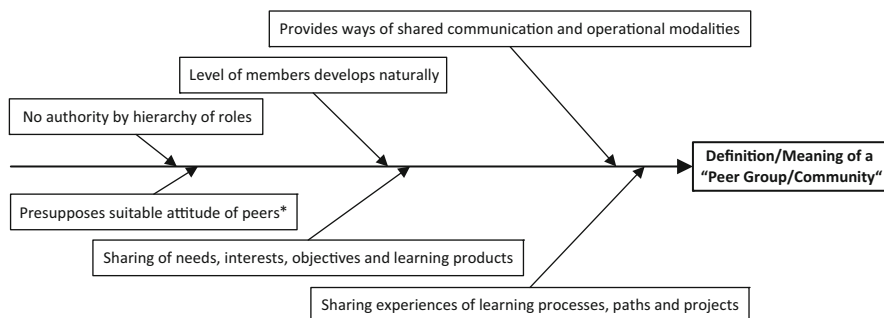 Provides ways of shared communication and operational modalities
Level of members develops naturally
No authority by hierarchy of roles
Definition/Meaning of a
“Peer Group/Community“
Presupposes suitable attitude of peers*
Sharing of needs, interests, objectives and learning products
Sharing experiences of learning processes, paths and projects